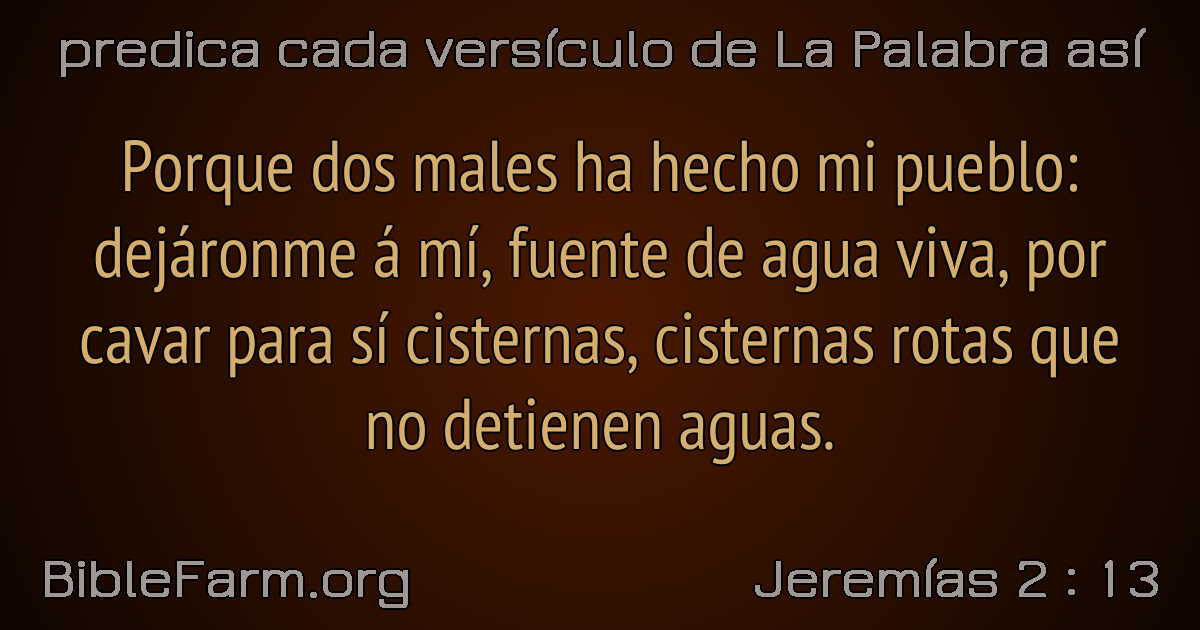 predica cada versículo de La Palabra así
Porque dos males ha hecho mi pueblo:
dejáronme á mí, fuente de agua viva, por
cavar para sí cisternas, cisternas rotas que
no detienen aguas.
BibleFarm.org
Jeremías 2 : 13